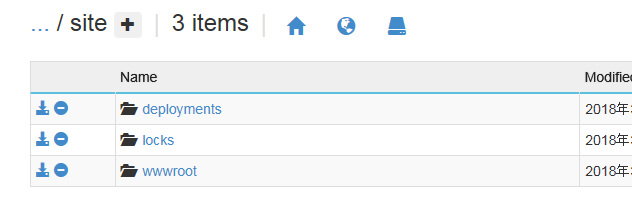 ... / site + | 3 items |
Name Modified
deployments 2018年
locks 2018年
wwwroot 2018年